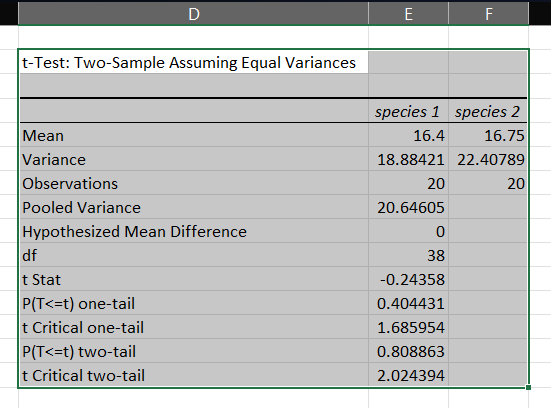 D E F
t-Test: Two-Sample Assuming Equal Variances
species 1 species 2
Mean 16.4 16.75
Variance 18.88421 22.40789
Observations 20 20
Pooled Variance 20.64605
Hypothesized Mean Difference 0
df 38
t Stat -0.24358
P(T<=t) one-tail 0.404431
t Critical one-tail 1.685954
P(T<=t) two-tail 0.808863
t Critical two-tail 2.024394